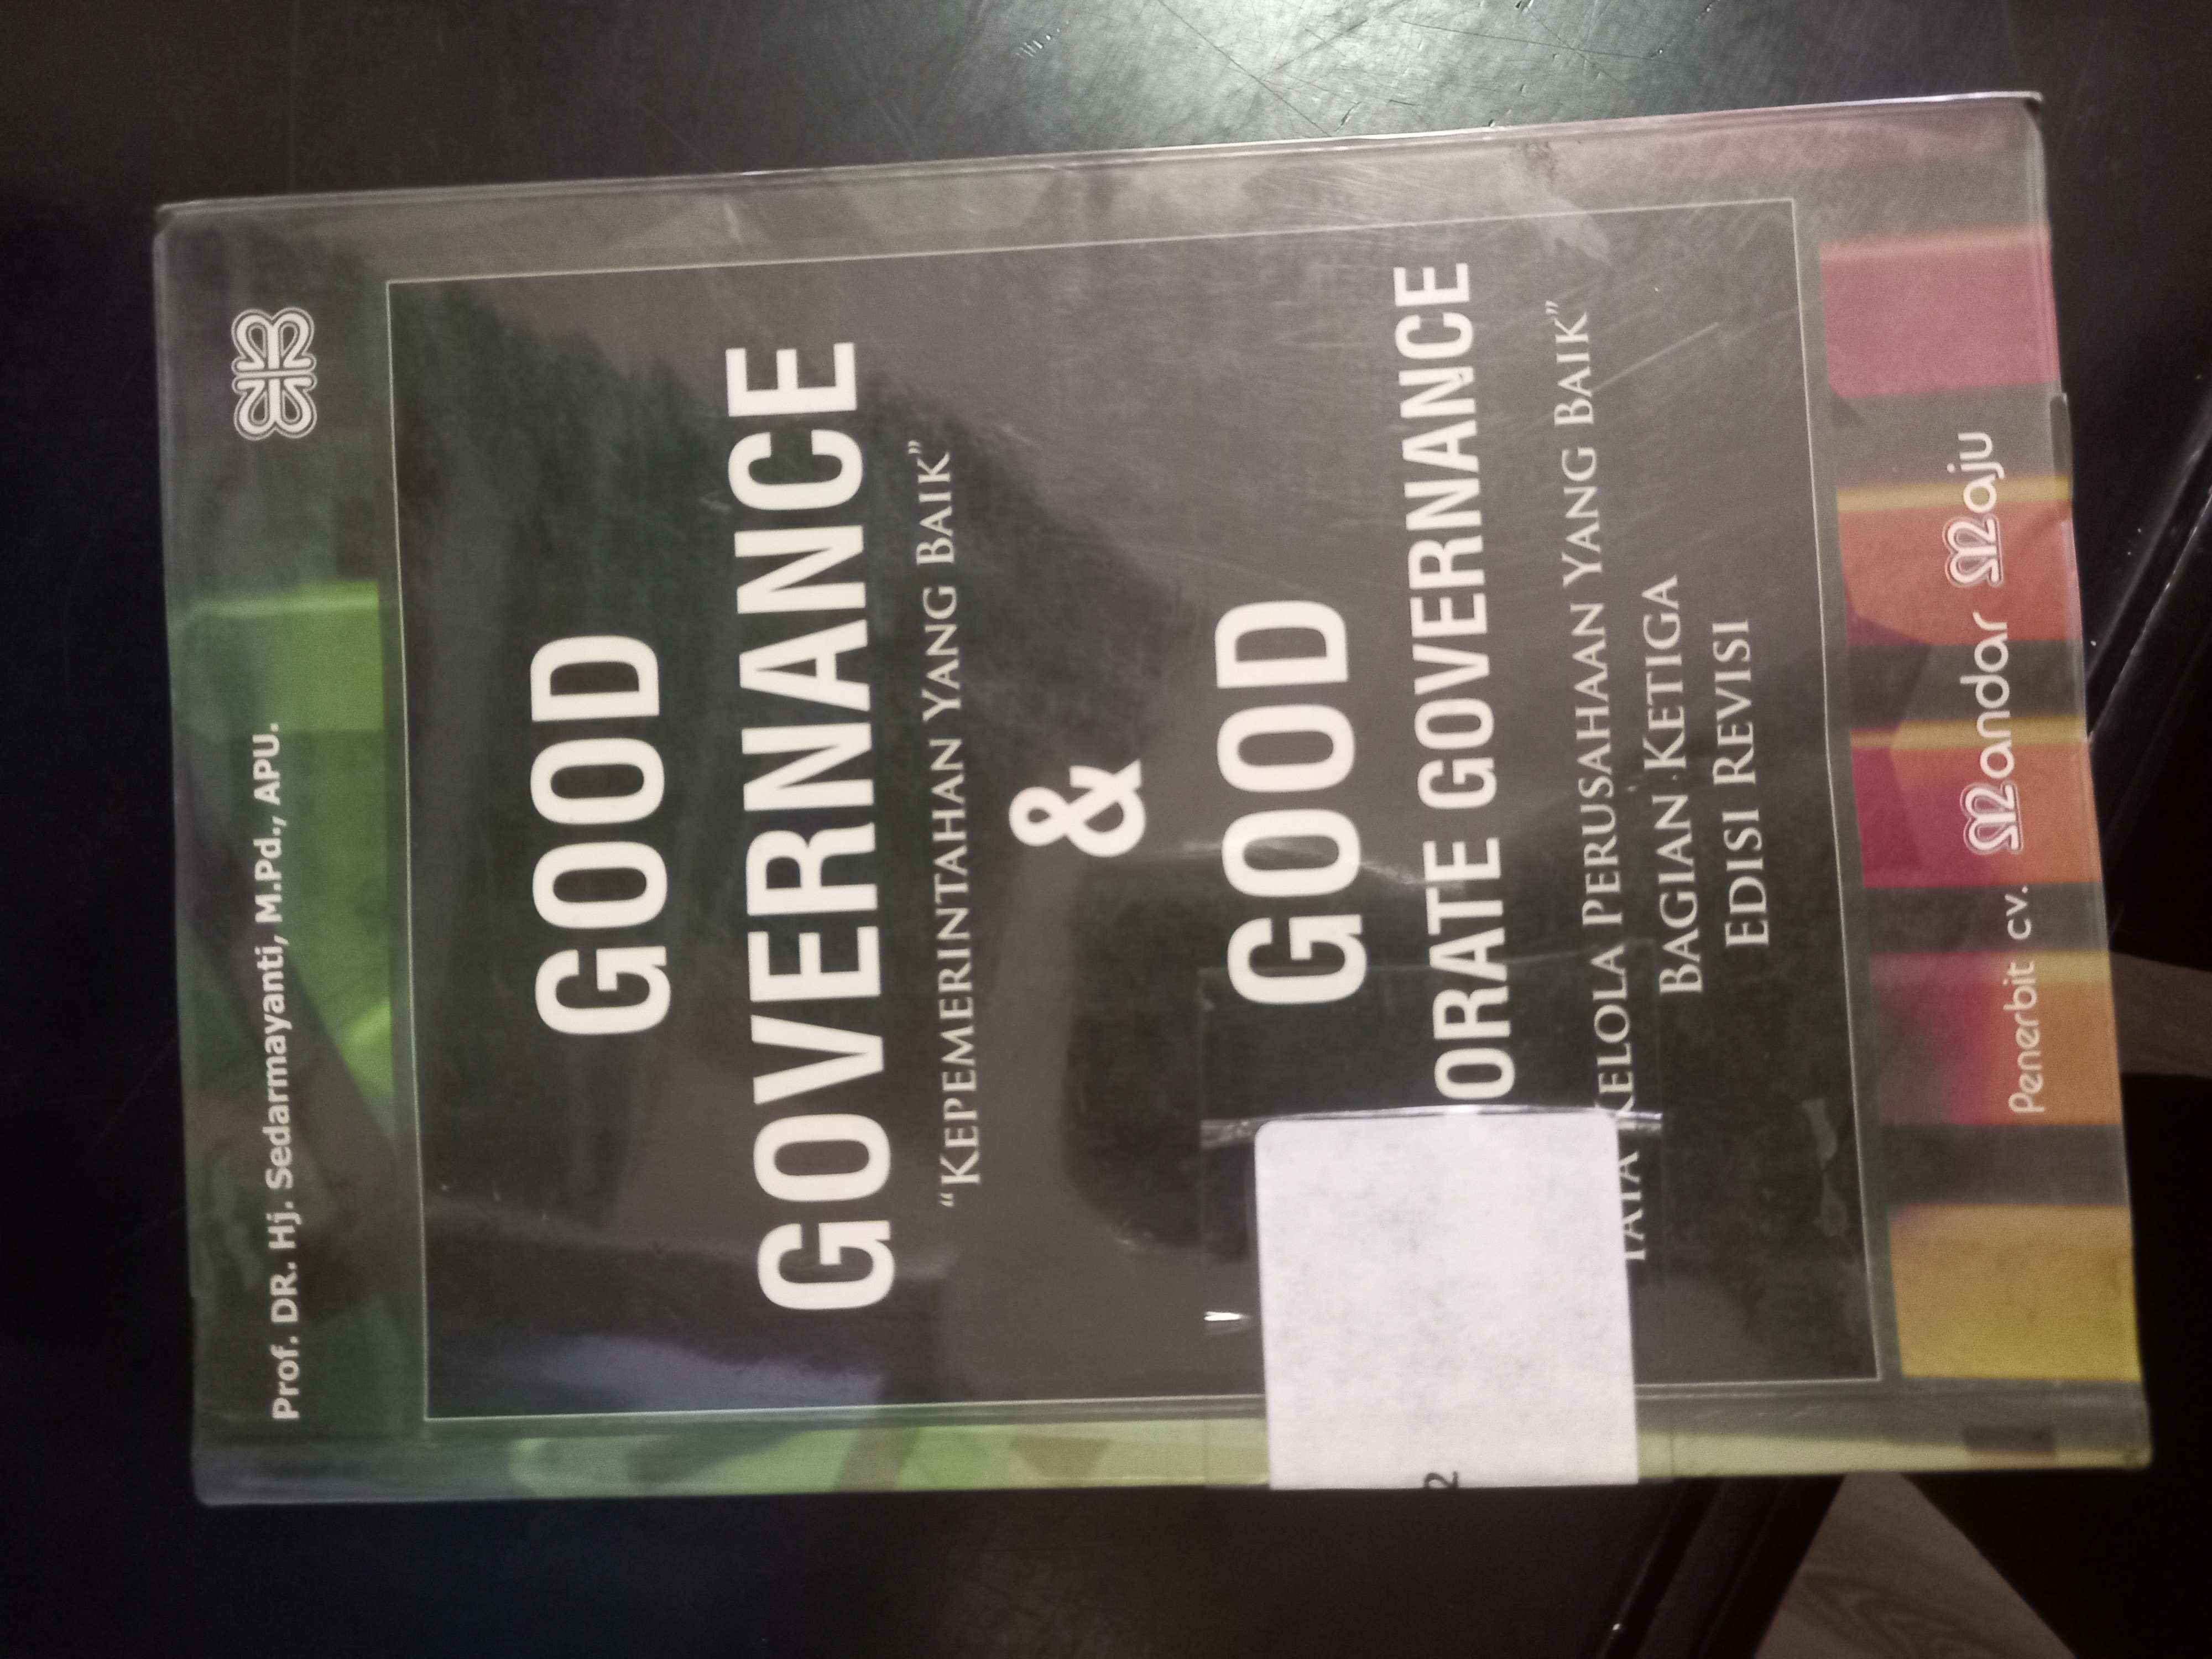 Prof. DR. Hj. Sedarmayanti, M.Pd., APU.
GOOD
GOVERNANCE
“KEPEMERINTAHAN YANG BAIK”
&
GOOD
ORATE GOVERNANCE
TATA KELOLA PERUSAHAAN YANG BAIK”
BAGIAN KETIGA
EDISI REVISI
Penerbit cv. Mandar Maju
2